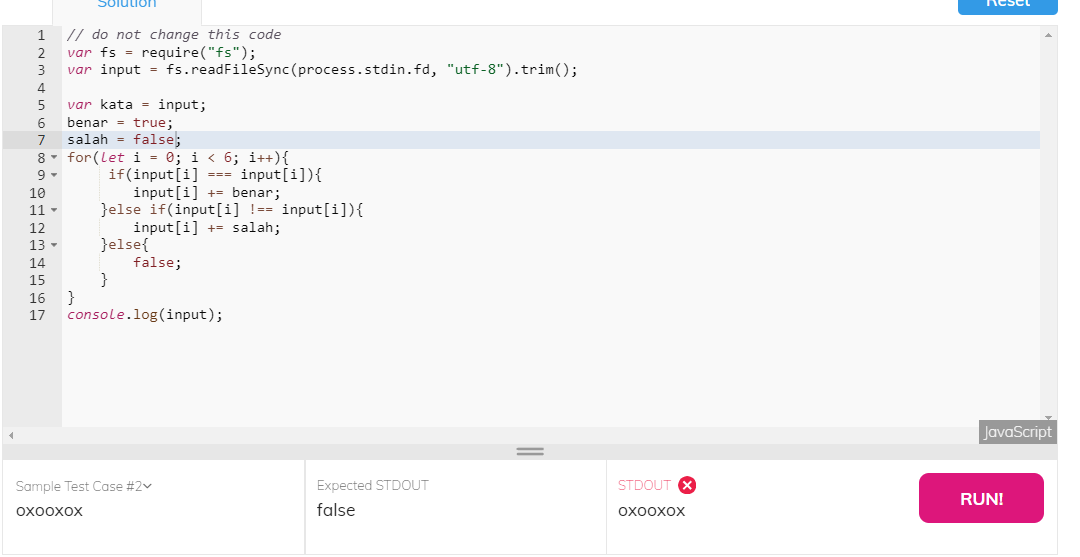 Solution
Reset
1 // do not change this code
2 var fs = require("fs");
3 var input = fs.readFileSync(process.stdin.fd, "utf-8").trim();
4
5 var kata = input;
6 benar = true;
7 salah = false;
8 for(let i = 0; i < 6; i++){
9 if(input[i] === input[i]){
10 input[i] += benar;
11 }else if(input[i] !== input[i]){
12 input[i] += salah;
13 }else{
14 false;
15 }
16 }
17 console.log(input);
JavaScript
Sample Test Case #2
oxooxox
Expected STDOUT
false
STDOUT
oxooxox
RUN!